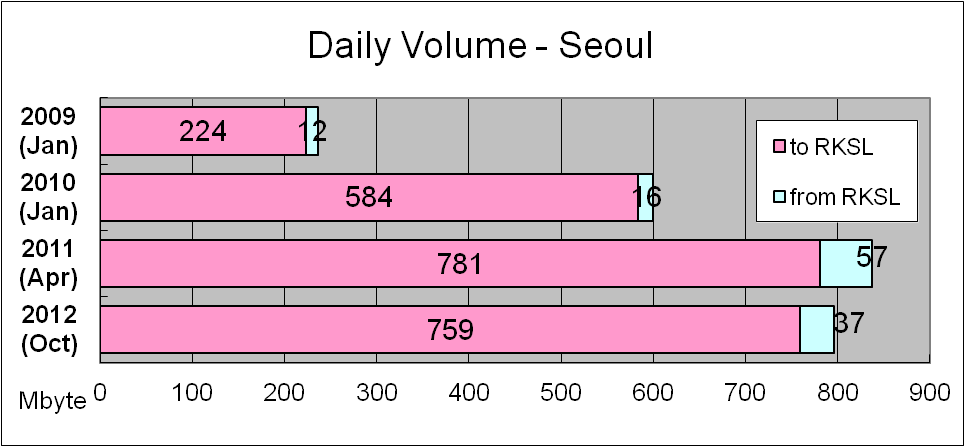 Daily Volume - Seoul
2009
(Jan)
224
12
2010
(Jan)
584
16
2011
(Apr)
781
57
2012
(Oct)
759
37
to RKSL
from RKSL
Mbyte
0 100 200 300 400 500 600 700 800 900